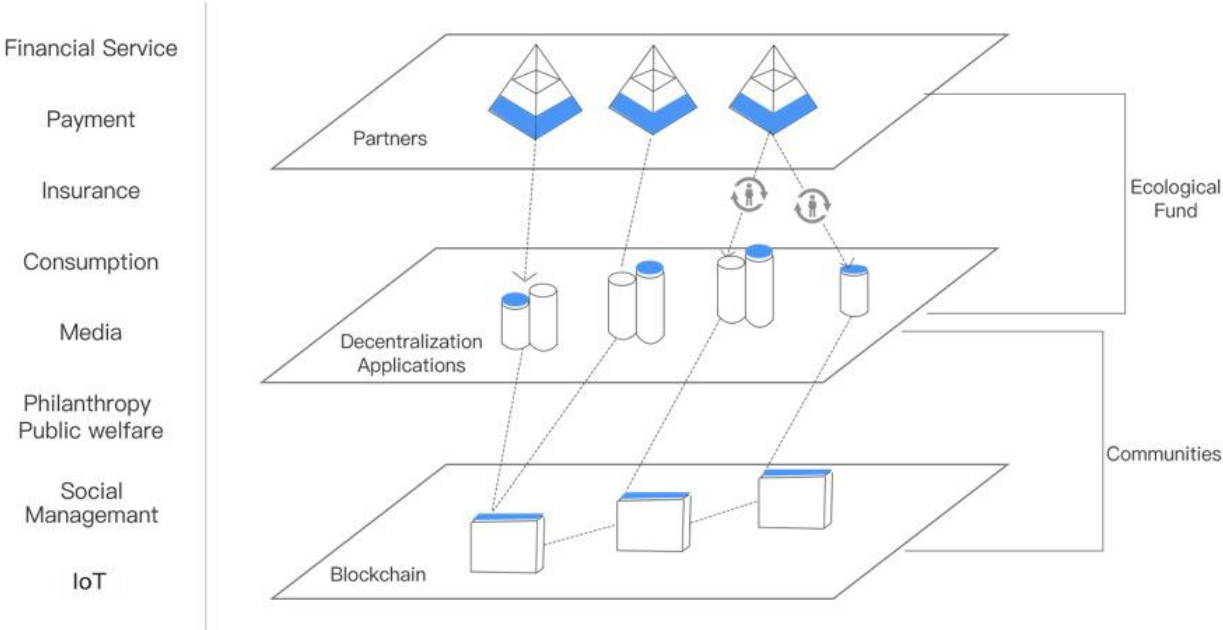 Financial Service
Payment
Insurance
Consumption
Media
Philanthropy
Public welfare
Social
Managemant
IoT
Partners
Decentralization
Applications
Blockchain
Ecological
Fund
Communities